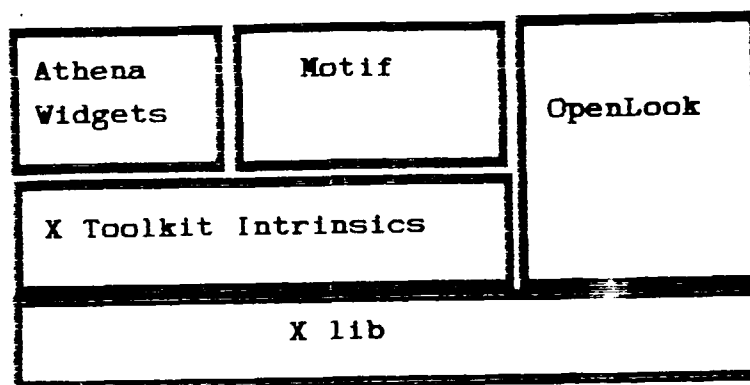 Athena
Widgets
Motif
OpenLook
X Toolkit Intrinsics
X lib